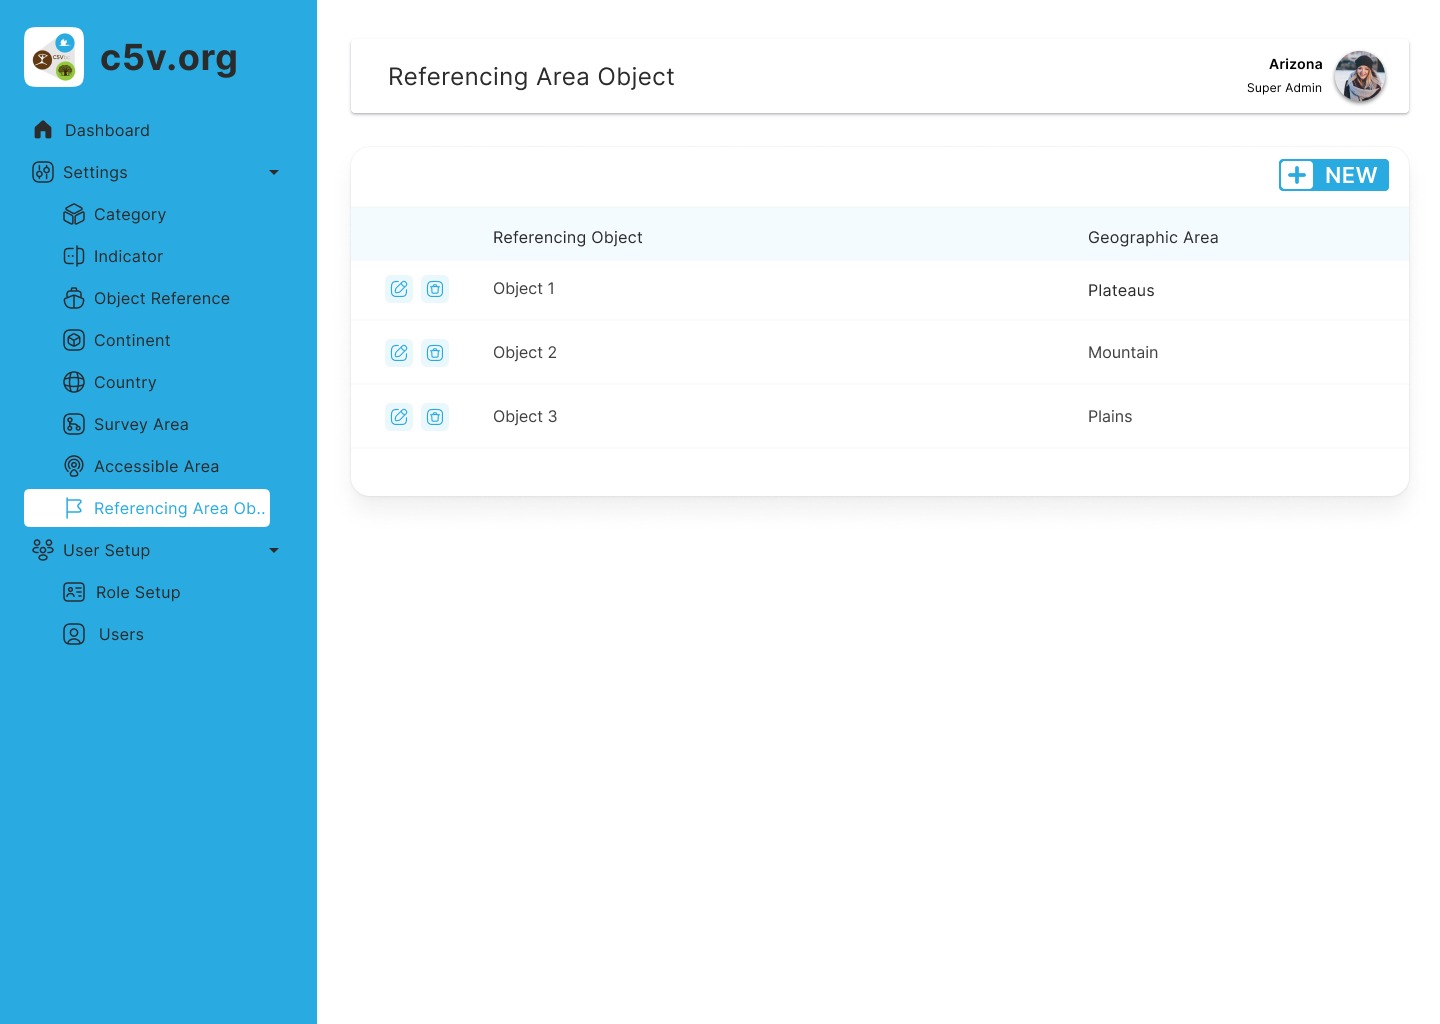 c5v.org
Dashboard
Settings
Category
Indicator
Object Reference
Continent
Country
Survey Area
Accessible Area
Referencing Area Ob..
User Setup
Role Setup
Users
Referencing Area Object
Arizona
Super Admin
NEW
Referencing Object Geographic Area
Object 1 Plateaus
Object 2 Mountain
Object 3 Plains